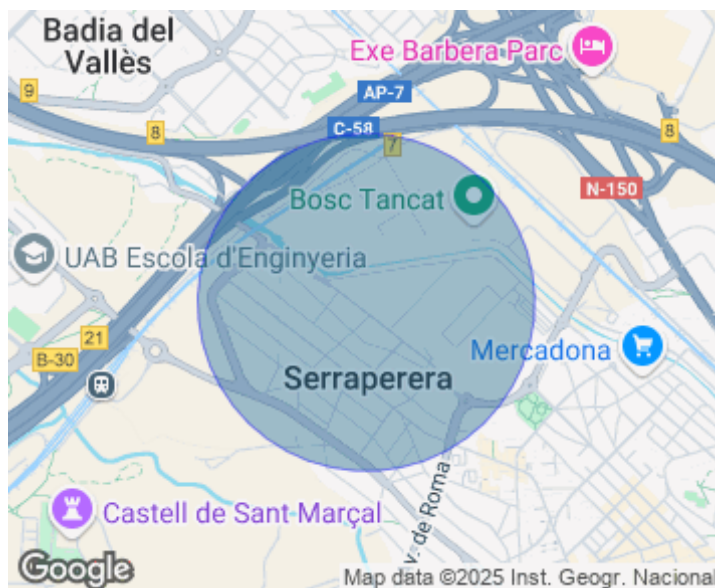 Badia del
Vallès
Exe Barbera Parc
9
AP-7
8
C-58
7
8
N-150
Bosc Tancat
UAB Escola d'Enginyeria
21
B-30
Mercadona
Serraperera
Castell de Sant Marçal
v. de Roma
Google
Map data ©2025 Inst. Geogr. Nacional